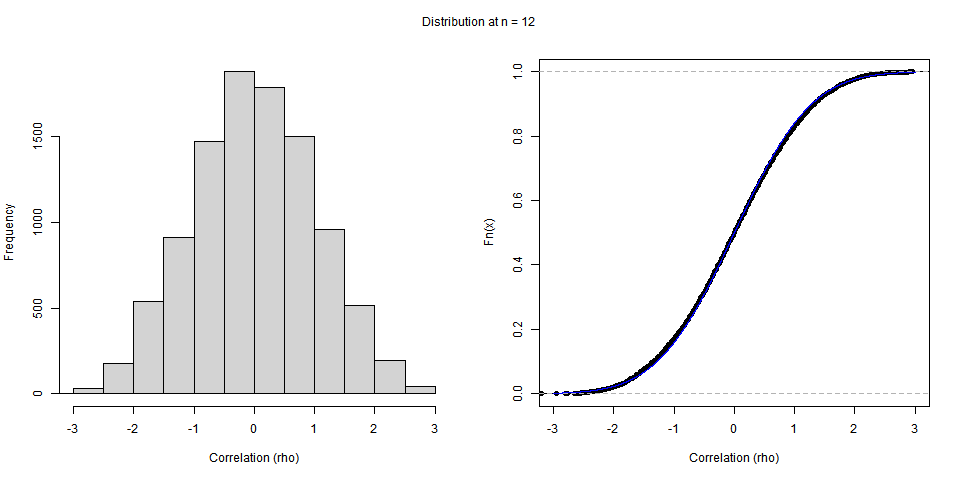 Distribution at n = 12
Frequency
0
500
1000
1500
-3 -2 -1 0 1 2 3
Correlation (rho)
Fn(x)
0.0
0.2
0.4
0.6
0.8
1.0
-3 -2 -1 0 1 2 3
Correlation (rho)